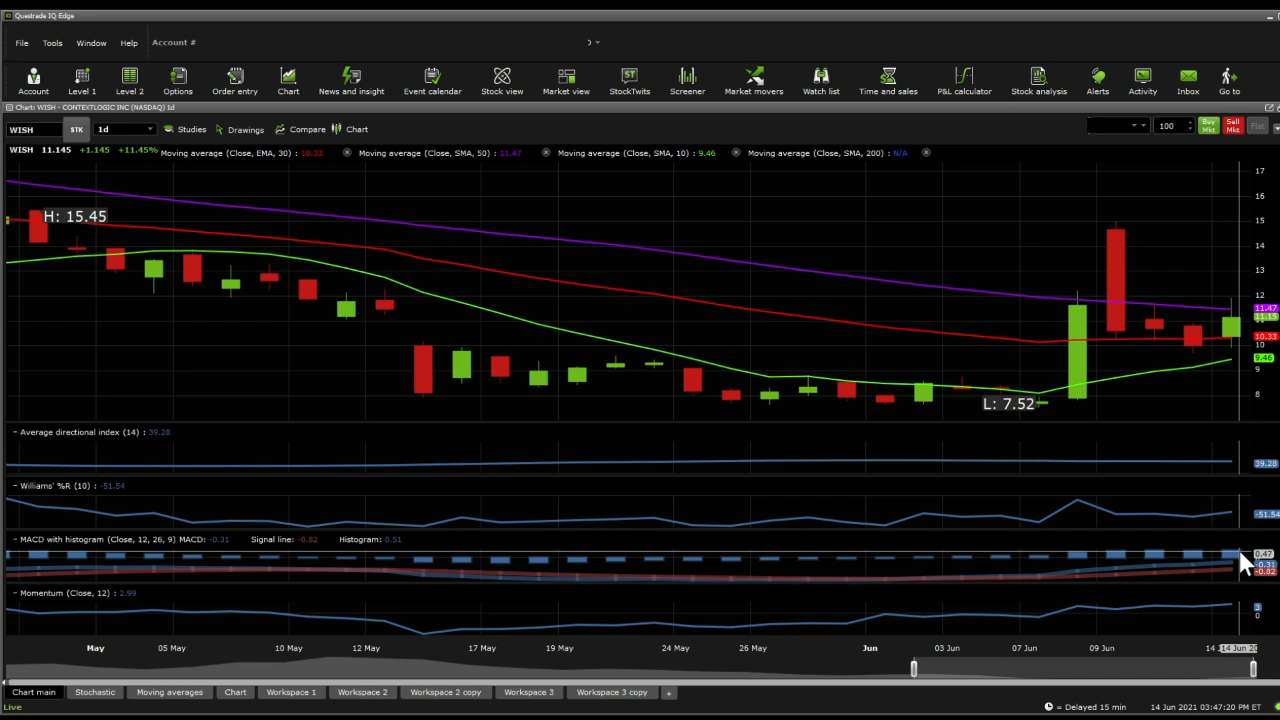 Questrade IQ Edge
File Tools Window Help Account #
Account Level 1 Level 2 Options Order entry Chart News and insight Event calendar Stock view Market view StockTwits Screener Market movers Watch list Time and sales P&L calculator Stock analysis Alerts Activity Inbox Go to
Chart: WISH - CONTEXTLOGIC INC (NASDAQ) 1d
WISH STK 1d Studies Drawings Compare Chart 100 Buy Mkt Sell Mkt Flat
WISH 11.145 +1.145 +11.45% Moving average (Close, EMA, 30) : 10.33 Moving average (Close, SMA, 50) : 11.47 Moving average (Close, SMA, 10) : 9.46 Moving average (Close, SMA, 200) : N/A
17
16
H: 15.45 15
14
13
12
11.47
11.15
10.33
10
9.46
9
8
L: 7.52
Average directional index (14) : 39.28
39.28
Williams' %R (10) : -51.54
-51.54
MACD with histogram (Close, 12, 26, 9) MACD: -0.31 Signal line: -0.82 Histogram: 0.51
0.47
-0.31
-0.82
Momentum (Close, 12) : 2.99
3
0
May 05 May 10 May 12 May 17 May 19 May 24 May 26 May Jun 03 Jun 07 Jun 09 Jun 14 14 Jun 20
Chart main Stochastic Moving averages Chart Workspace 1 Workspace 2 Workspace 2 copy Workspace 3 Workspace 3 copy +
Live = Delayed 15 min 14 Jun 2021 03:47:20 PM ET